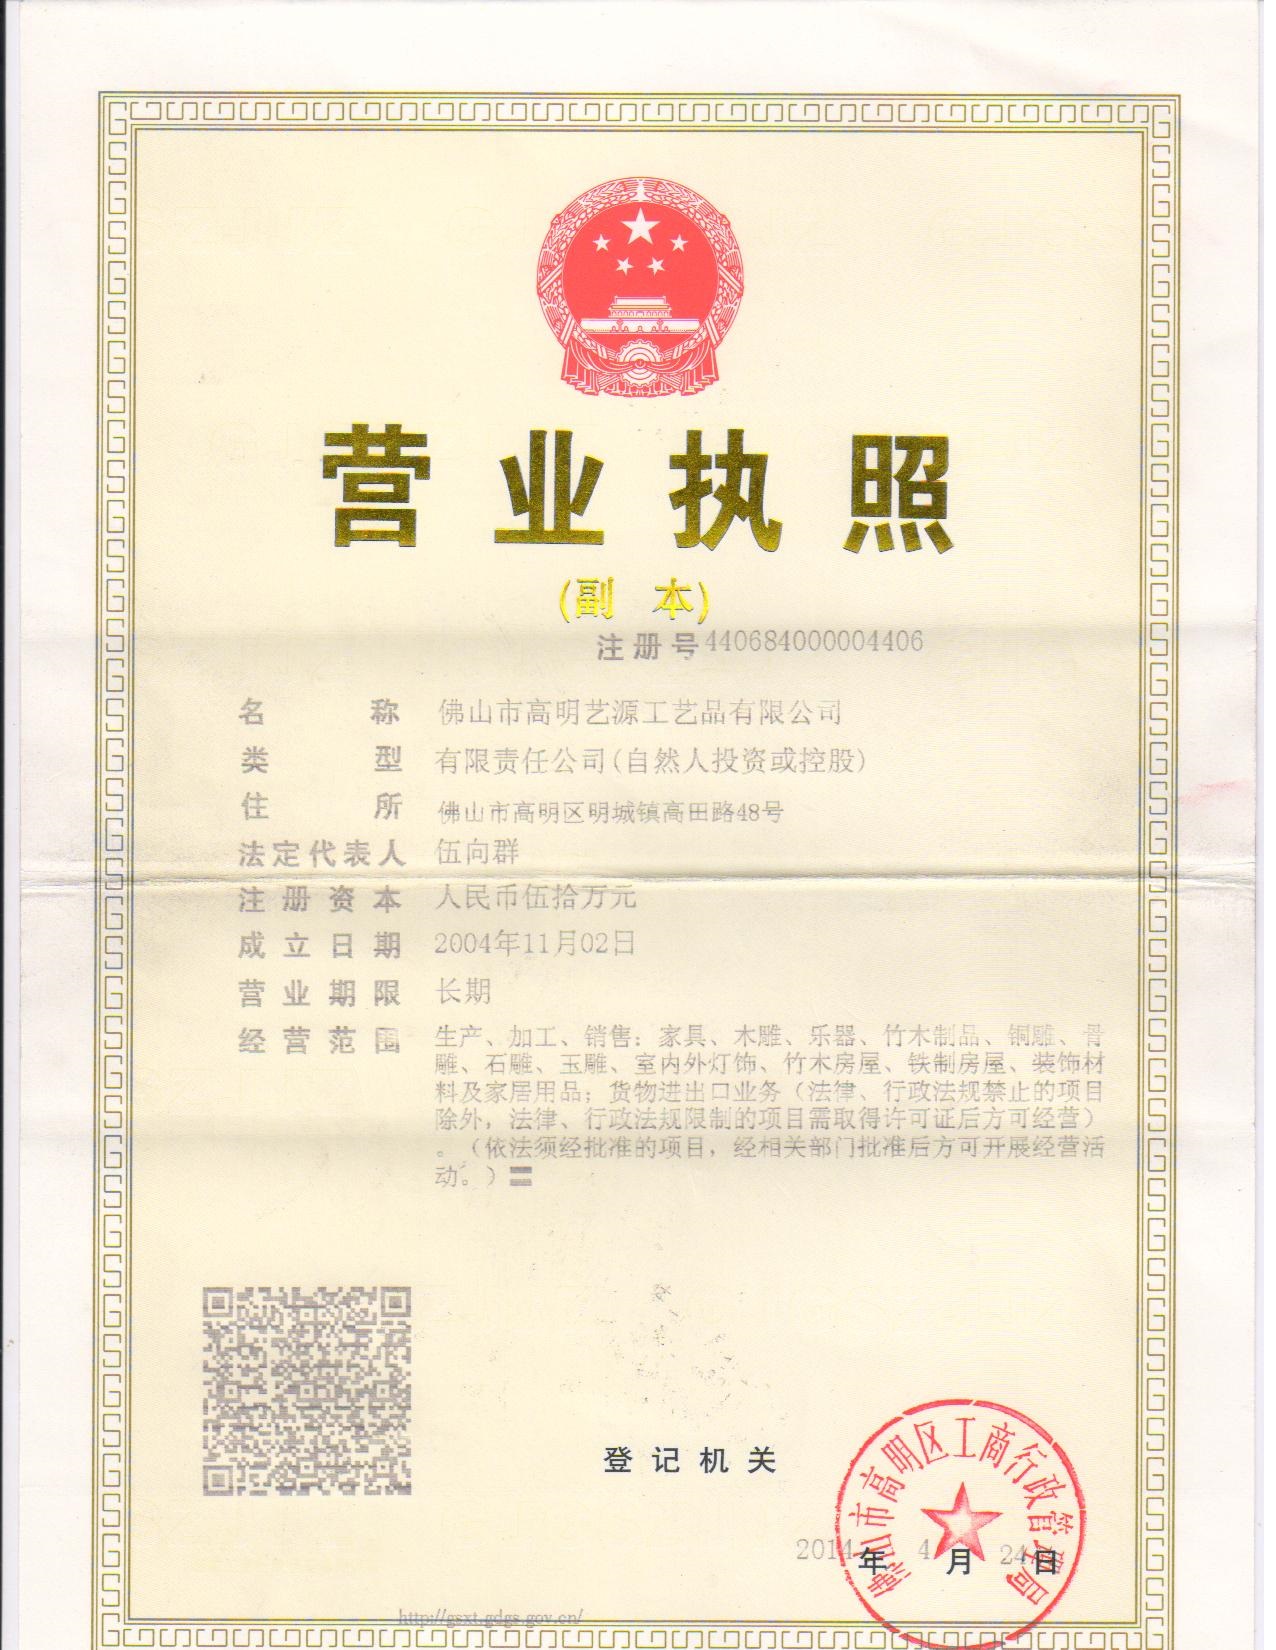 营业执照
(副 本)
注册号440684000004406
名称 佛山市高明艺源工艺品有限公司
类型 有限责任公司(自然人投资或控股)
住所 佛山市高明区明城镇高田路48号
法定代表人 伍向群
注册资本 人民币伍拾万元
成立日期 2004年11月02日
营业期限 长期
经营范围 生产、加工、销售：家具、木雕、乐器、竹木制品、铜雕、骨
雕、石雕、玉雕、室内外灯饰、竹木房屋、铁制房屋、装饰材
料及家居用品；货物进出口业务（法律、行政法规禁止的项目
除外，法律、行政法规限制的项目需取得许可证后方可经营）
。（依法须经批准的项目，经相关部门批准后方可开展经营活
动。）〓
登记机关
佛山市高明区工商行政管理局
2014年4月24日
http://gsxt.gdgs.gov.cn/